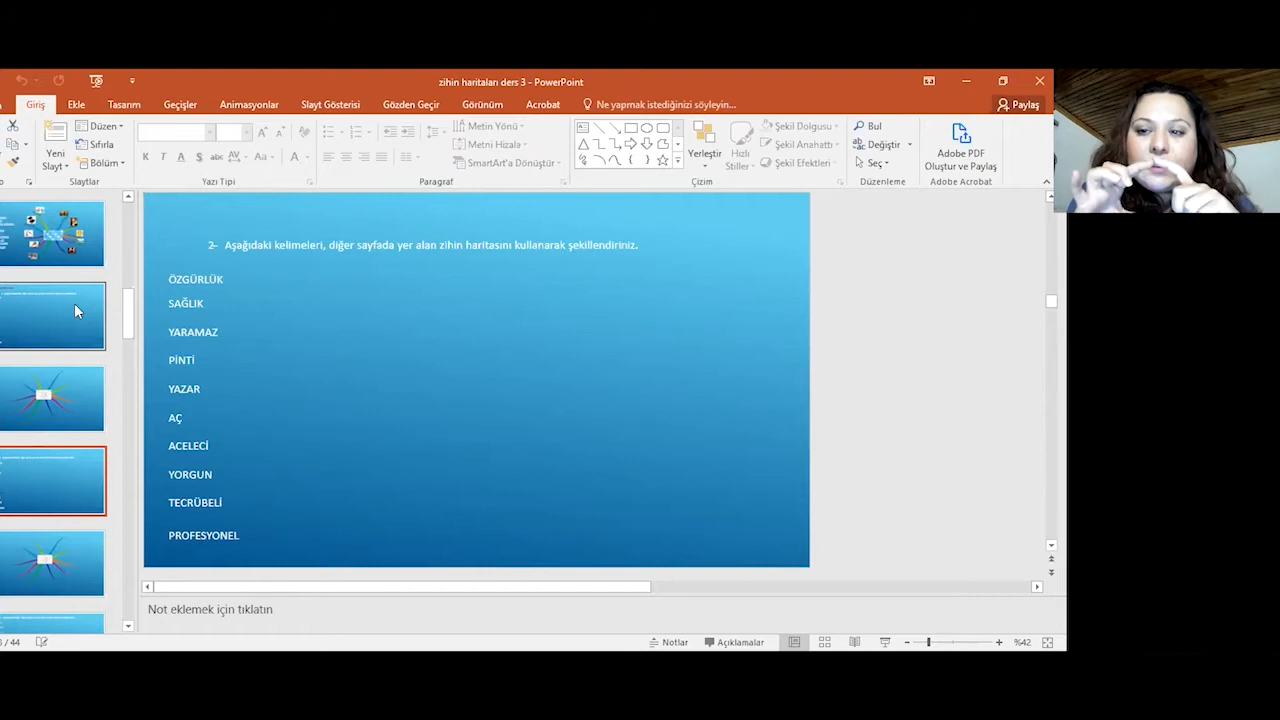 zihin haritaları ders 3 - PowerPoint
Giriş Ekle Tasarım Geçişler Animasyonlar Slayt Gösterisi Gözden Geçir Görünüm Acrobat Ne yapmak istediğinizi söyleyin... Paylaş
Yeni Slayt
Düzen
Sıfırla
Bölüm
Slaytlar
K T A S abc AV Aa A
Yazı Tipi
Metin Yönü
Metni Hizala
SmartArt'a Dönüştür
Paragraf
Yerleştir
Hızlı Stiller
Şekil Dolgusu
Şekil Anahattı
Şekil Efektleri
Çizim
Bul
Değiştir
Seç
Düzenleme
Adobe PDF
Oluştur ve Paylaş
Adobe Acrobat
2- Aşağıdaki kelimeleri, diğer sayfada yer alan zihin haritasını kullanarak şekillendiriniz.
ÖZGÜRLÜK
SAĞLIK
YARAMAZ
PİNTİ
YAZAR
AÇ
ACELECİ
YORGUN
TECRÜBELİ
PROFESYONEL
Not eklemek için tıklatın
/ 44 Notlar Açıklamalar %42